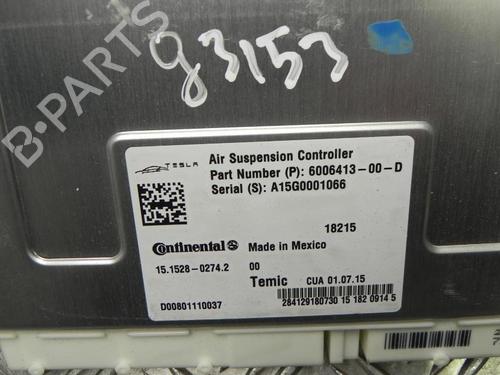 g3153
B-PARTS
TESLA
Air Suspension Controller
Part Number (P): 6006413-00-D
Serial (S): A15G0001066
18215
Continental
Made in Mexico
15.1528-0274.2 00
Temic CUA 01.07.15
D00801110037
284129180730 15 182 0914 5